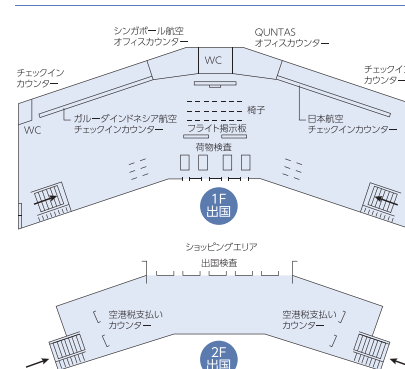 シンガポール航空
オフィスカウンター
QUNTAS
オフィスカウンター
WC
チェックイン
カウンター
チェックイン
カウンター
椅子
ガルーダインドネシア航空
チェックインカウンター
日本航空
チェックインカウンター
WC
フライト掲示板
荷物検査
1F
出国
ショッピングエリア
出国検査
空港税支払い
カウンター
空港税支払い
カウンター
2F
出国